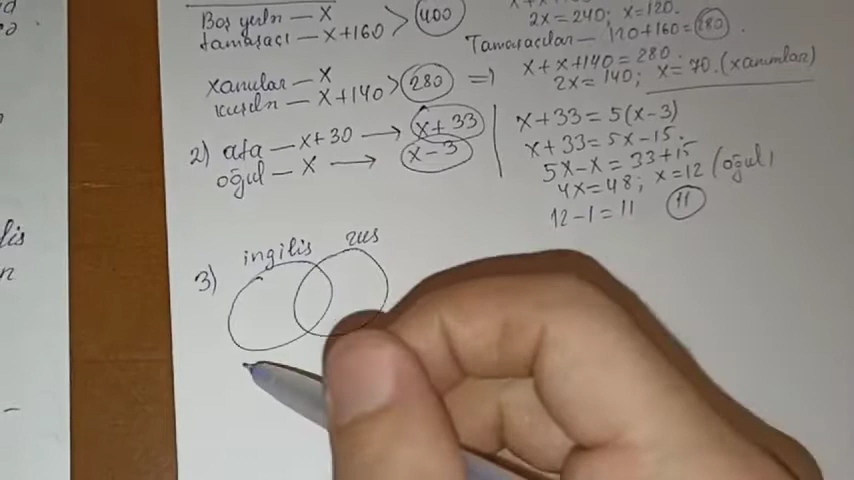 x+x+160=400
2x=240; x=120.
Boş yerlər — x
tamaşaçı — x+160 > 400
Tamaşaçılar — 120+160=280.
xanımlar — x
kişilər — x+140 > 280 =>
x+x+140=280.
2x=140; x=70. (xanımlar)
2) ata — x+30 → x+33
oğul — x → x-3
x+33=5(x-3)
x+33=5x-15.
5x-x=33+15
4x=48; x=12 (oğul)
12-1=11 11
3) ingilis rus